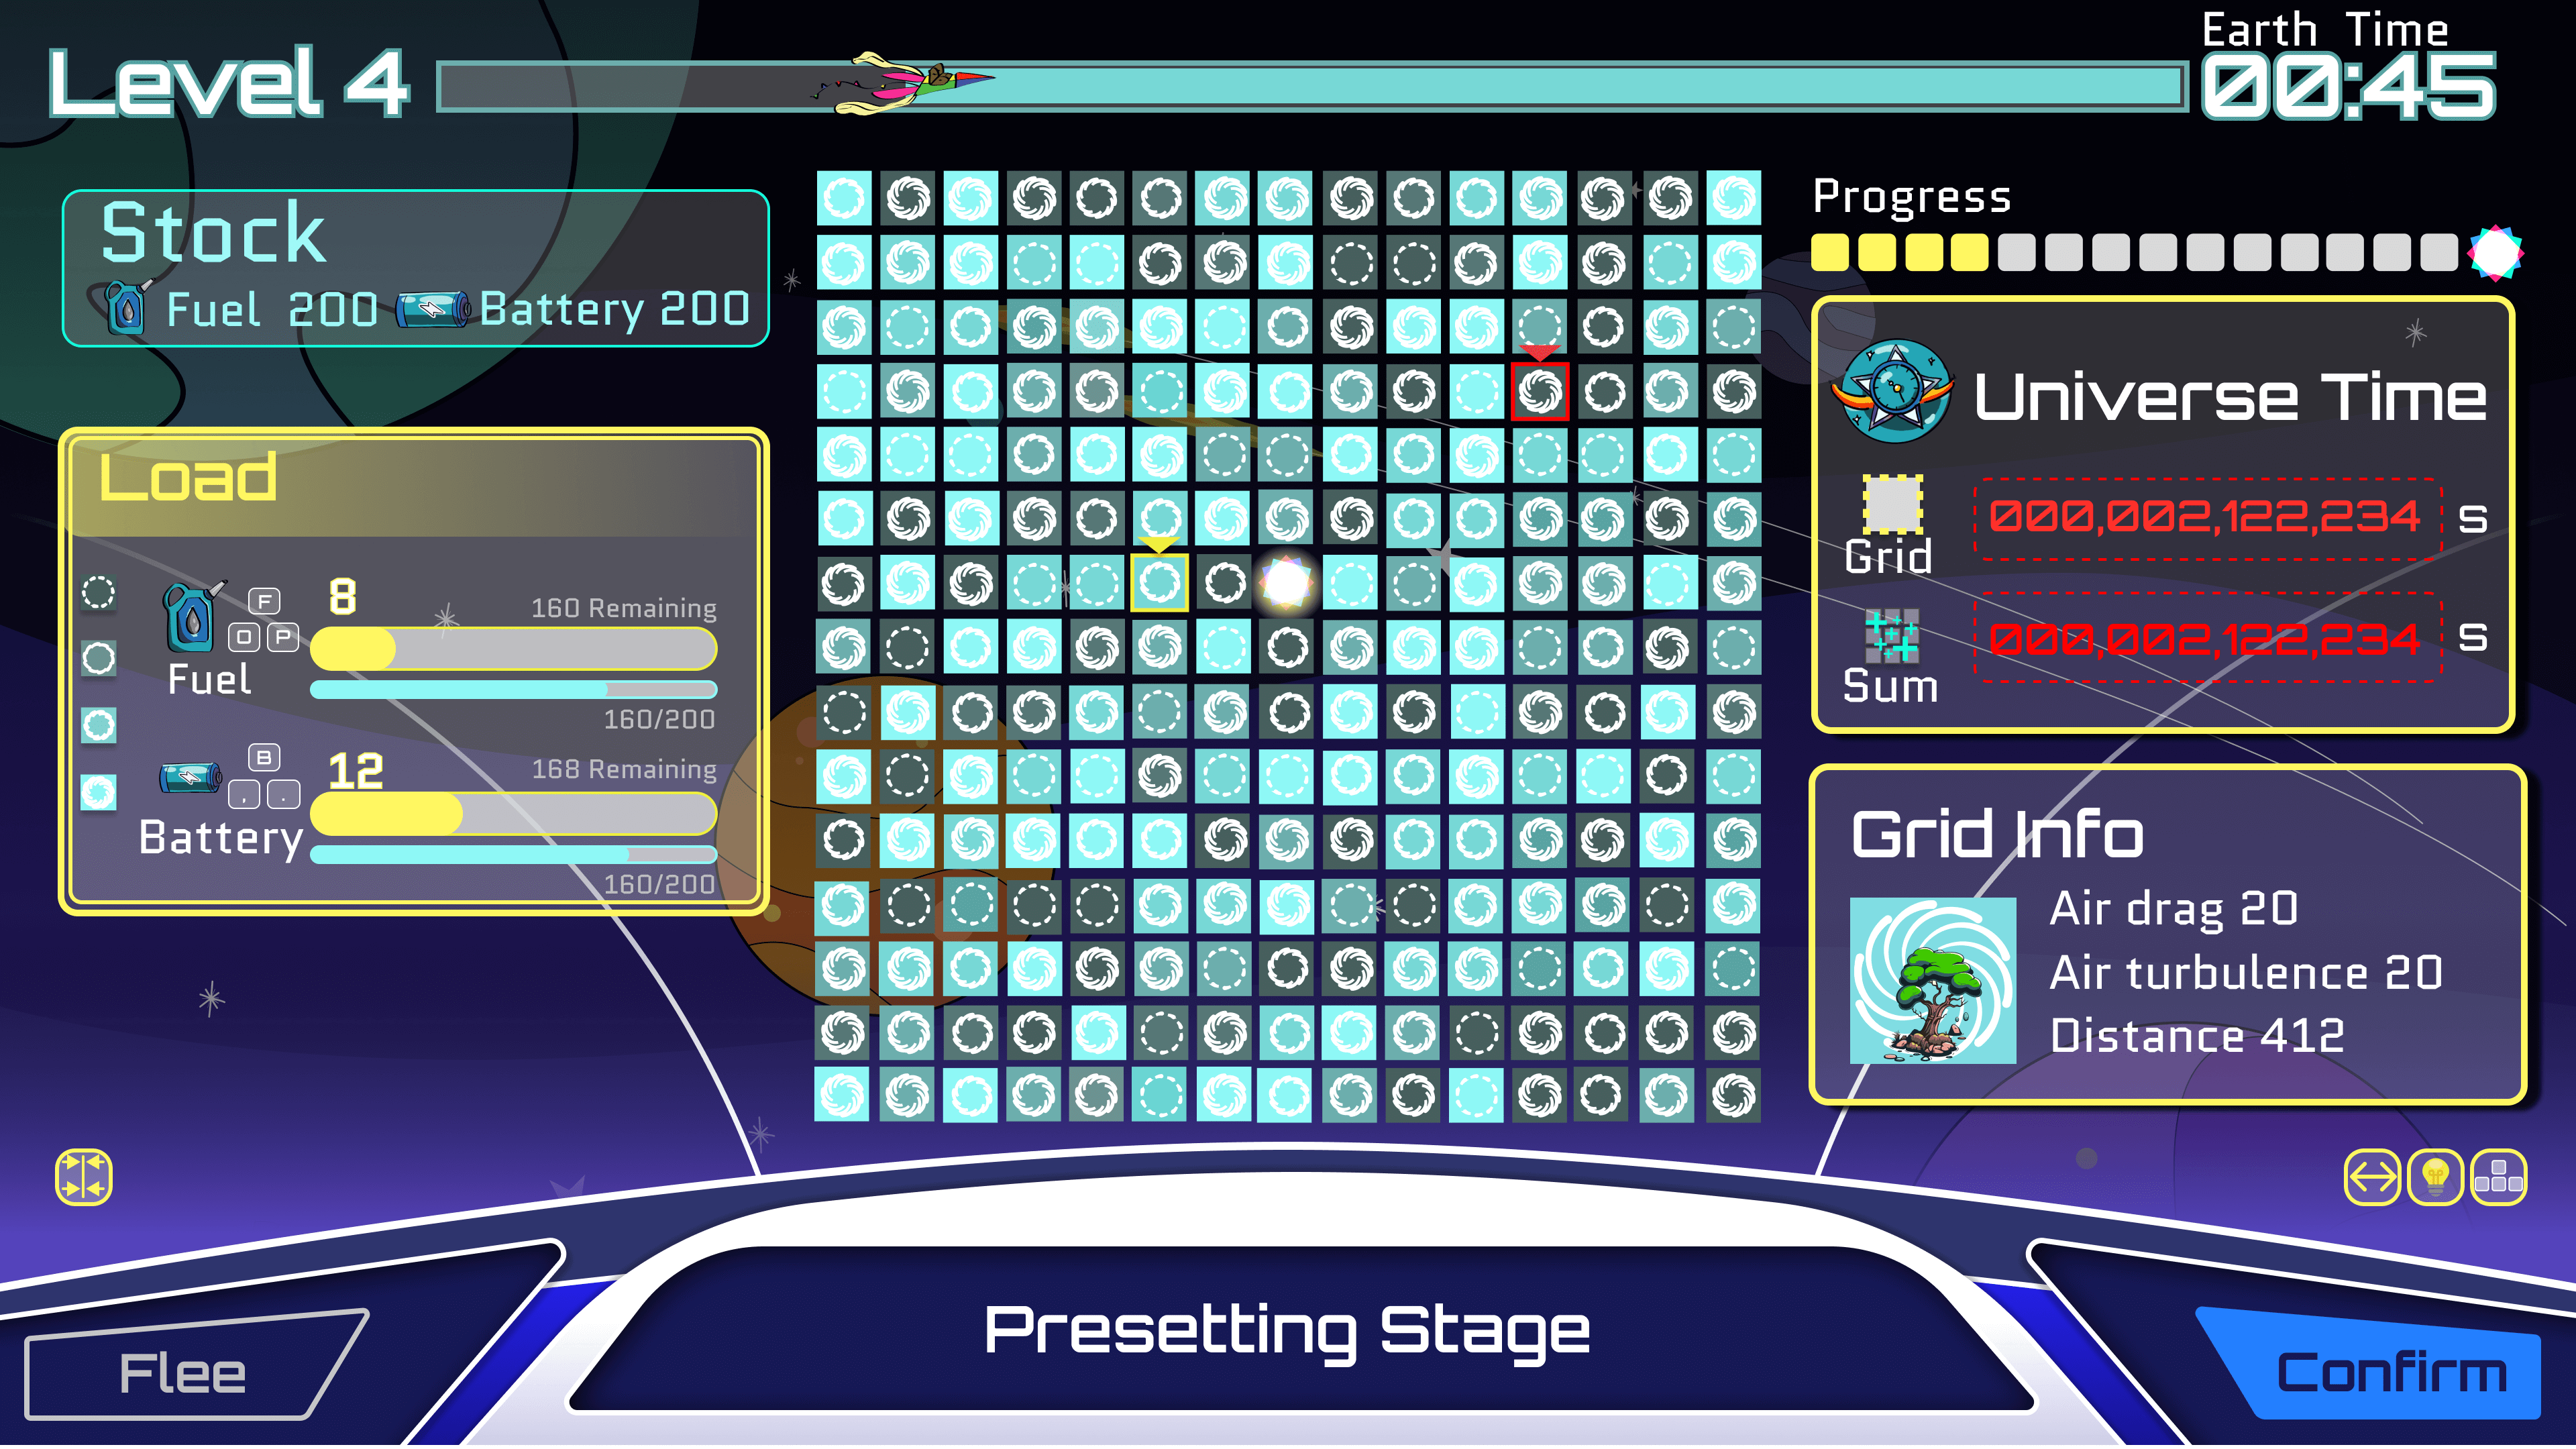 Earth Time
Level 4
00:45
Stock
Fuel 200
Battery 200
Progress
Universe Time
Grid
000,002,122,234 S
Sum
000,002,122,234 S
Load
F
O P
Fuel
8
160 Remaining
160/200
B
, .
Battery
12
168 Remaining
160/200
Grid Info
Air drag 20
Air turbulence 20
Distance 412
Presetting Stage
Flee
Confirm